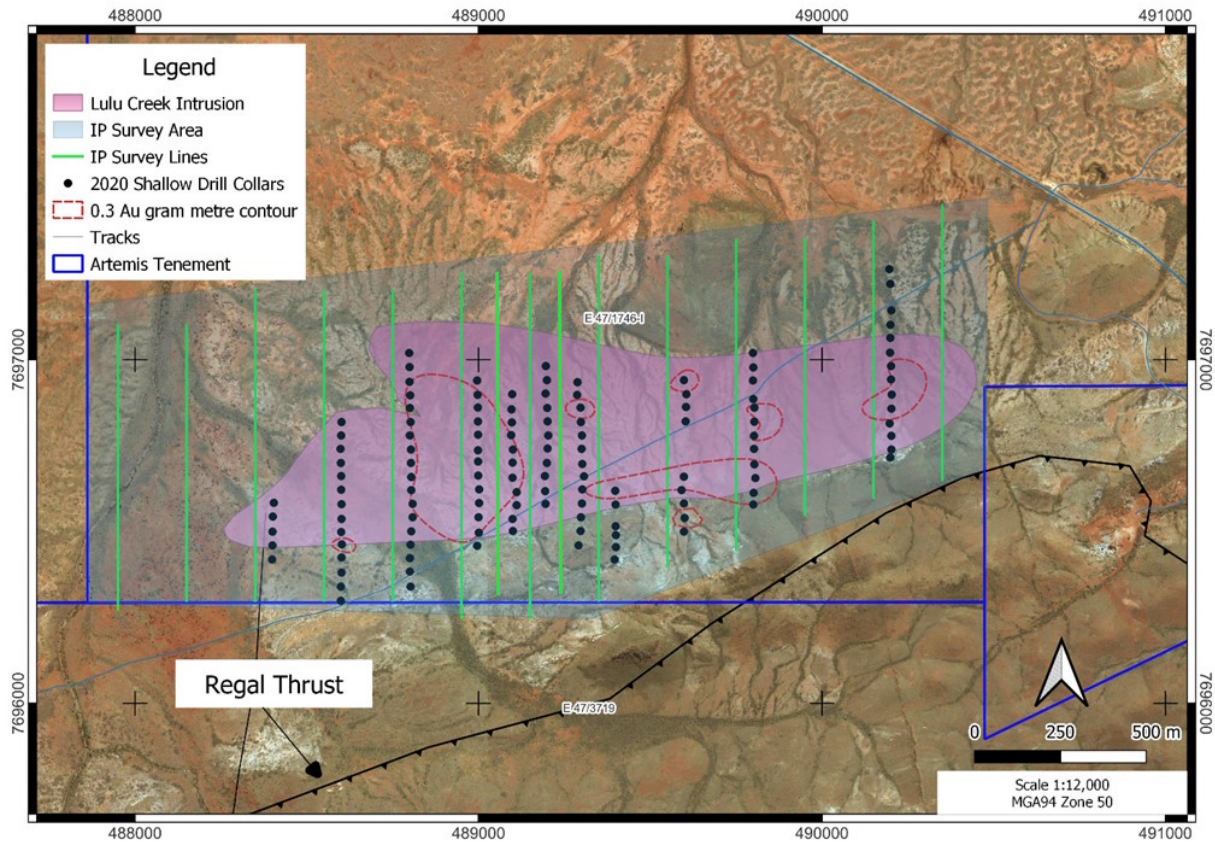 488000
489000
490000
491000
Legend
Lulu Creek Intrusion
IP Survey Area
IP Survey Lines
2020 Shallow Drill Collars
0.3 Au gram metre contour
Tracks
Artemis Tenement
E 47/1746-I
7697000
7697000
Regal Thrust
E 47/3719
7696000
7696000
0 250 500 m
Scale 1:12,000
MGA94 Zone 50
488000
489000
490000
491000